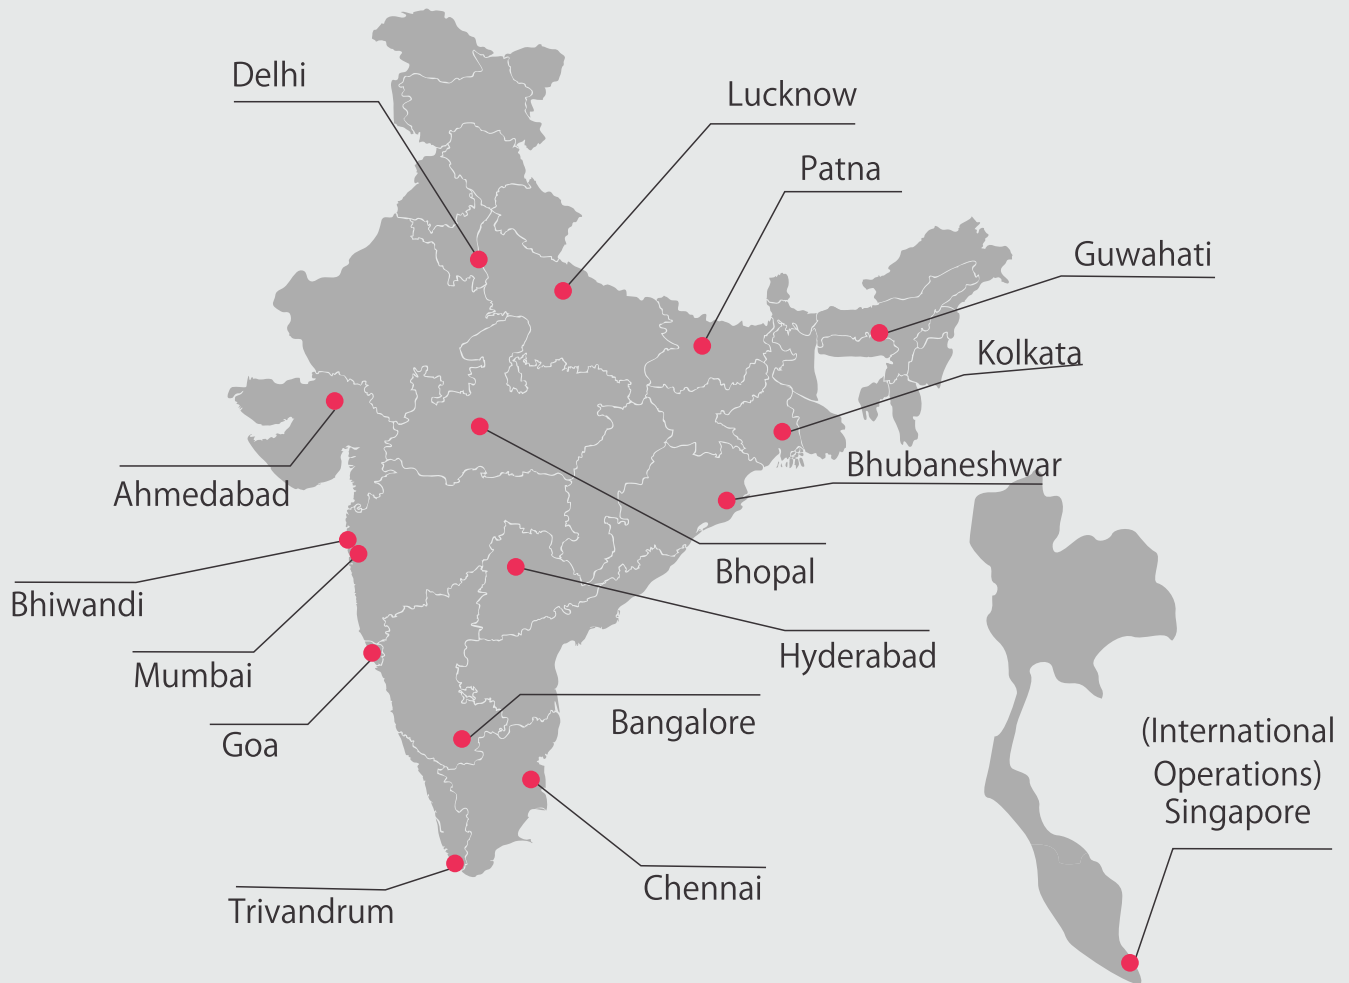 Delhi
Lucknow
Patna
Guwahati
Kolkata
Bhubaneshwar
Ahmedabad
Bhopal
Bhiwandi
Hyderabad
Mumbai
Bangalore
Goa
(International
Operations)
Singapore
Chennai
Trivandrum